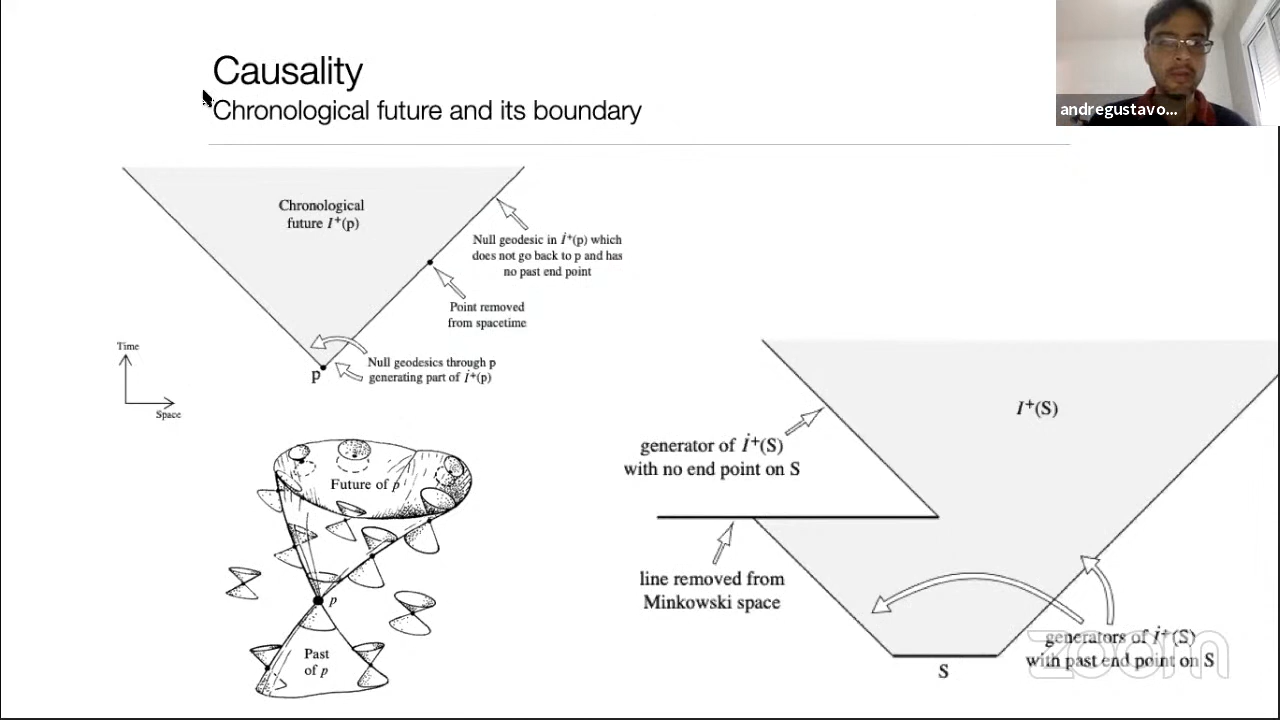 Causality
Chronological future and its boundary
andregustavo...
Chronological
future I⁺(p)
Null geodesic in İ⁺(p) which
does not go back to p and has
no past end point
Point removed
from spacetime
Null geodesics through p
generating part of İ⁺(p)
p
Time
Space
Future of p
p
Past
of p
I⁺(S)
generator of İ⁺(S)
with no end point on S
line removed from
Minkowski space
generators of İ⁺(S)
with past end point on S
S
zoom